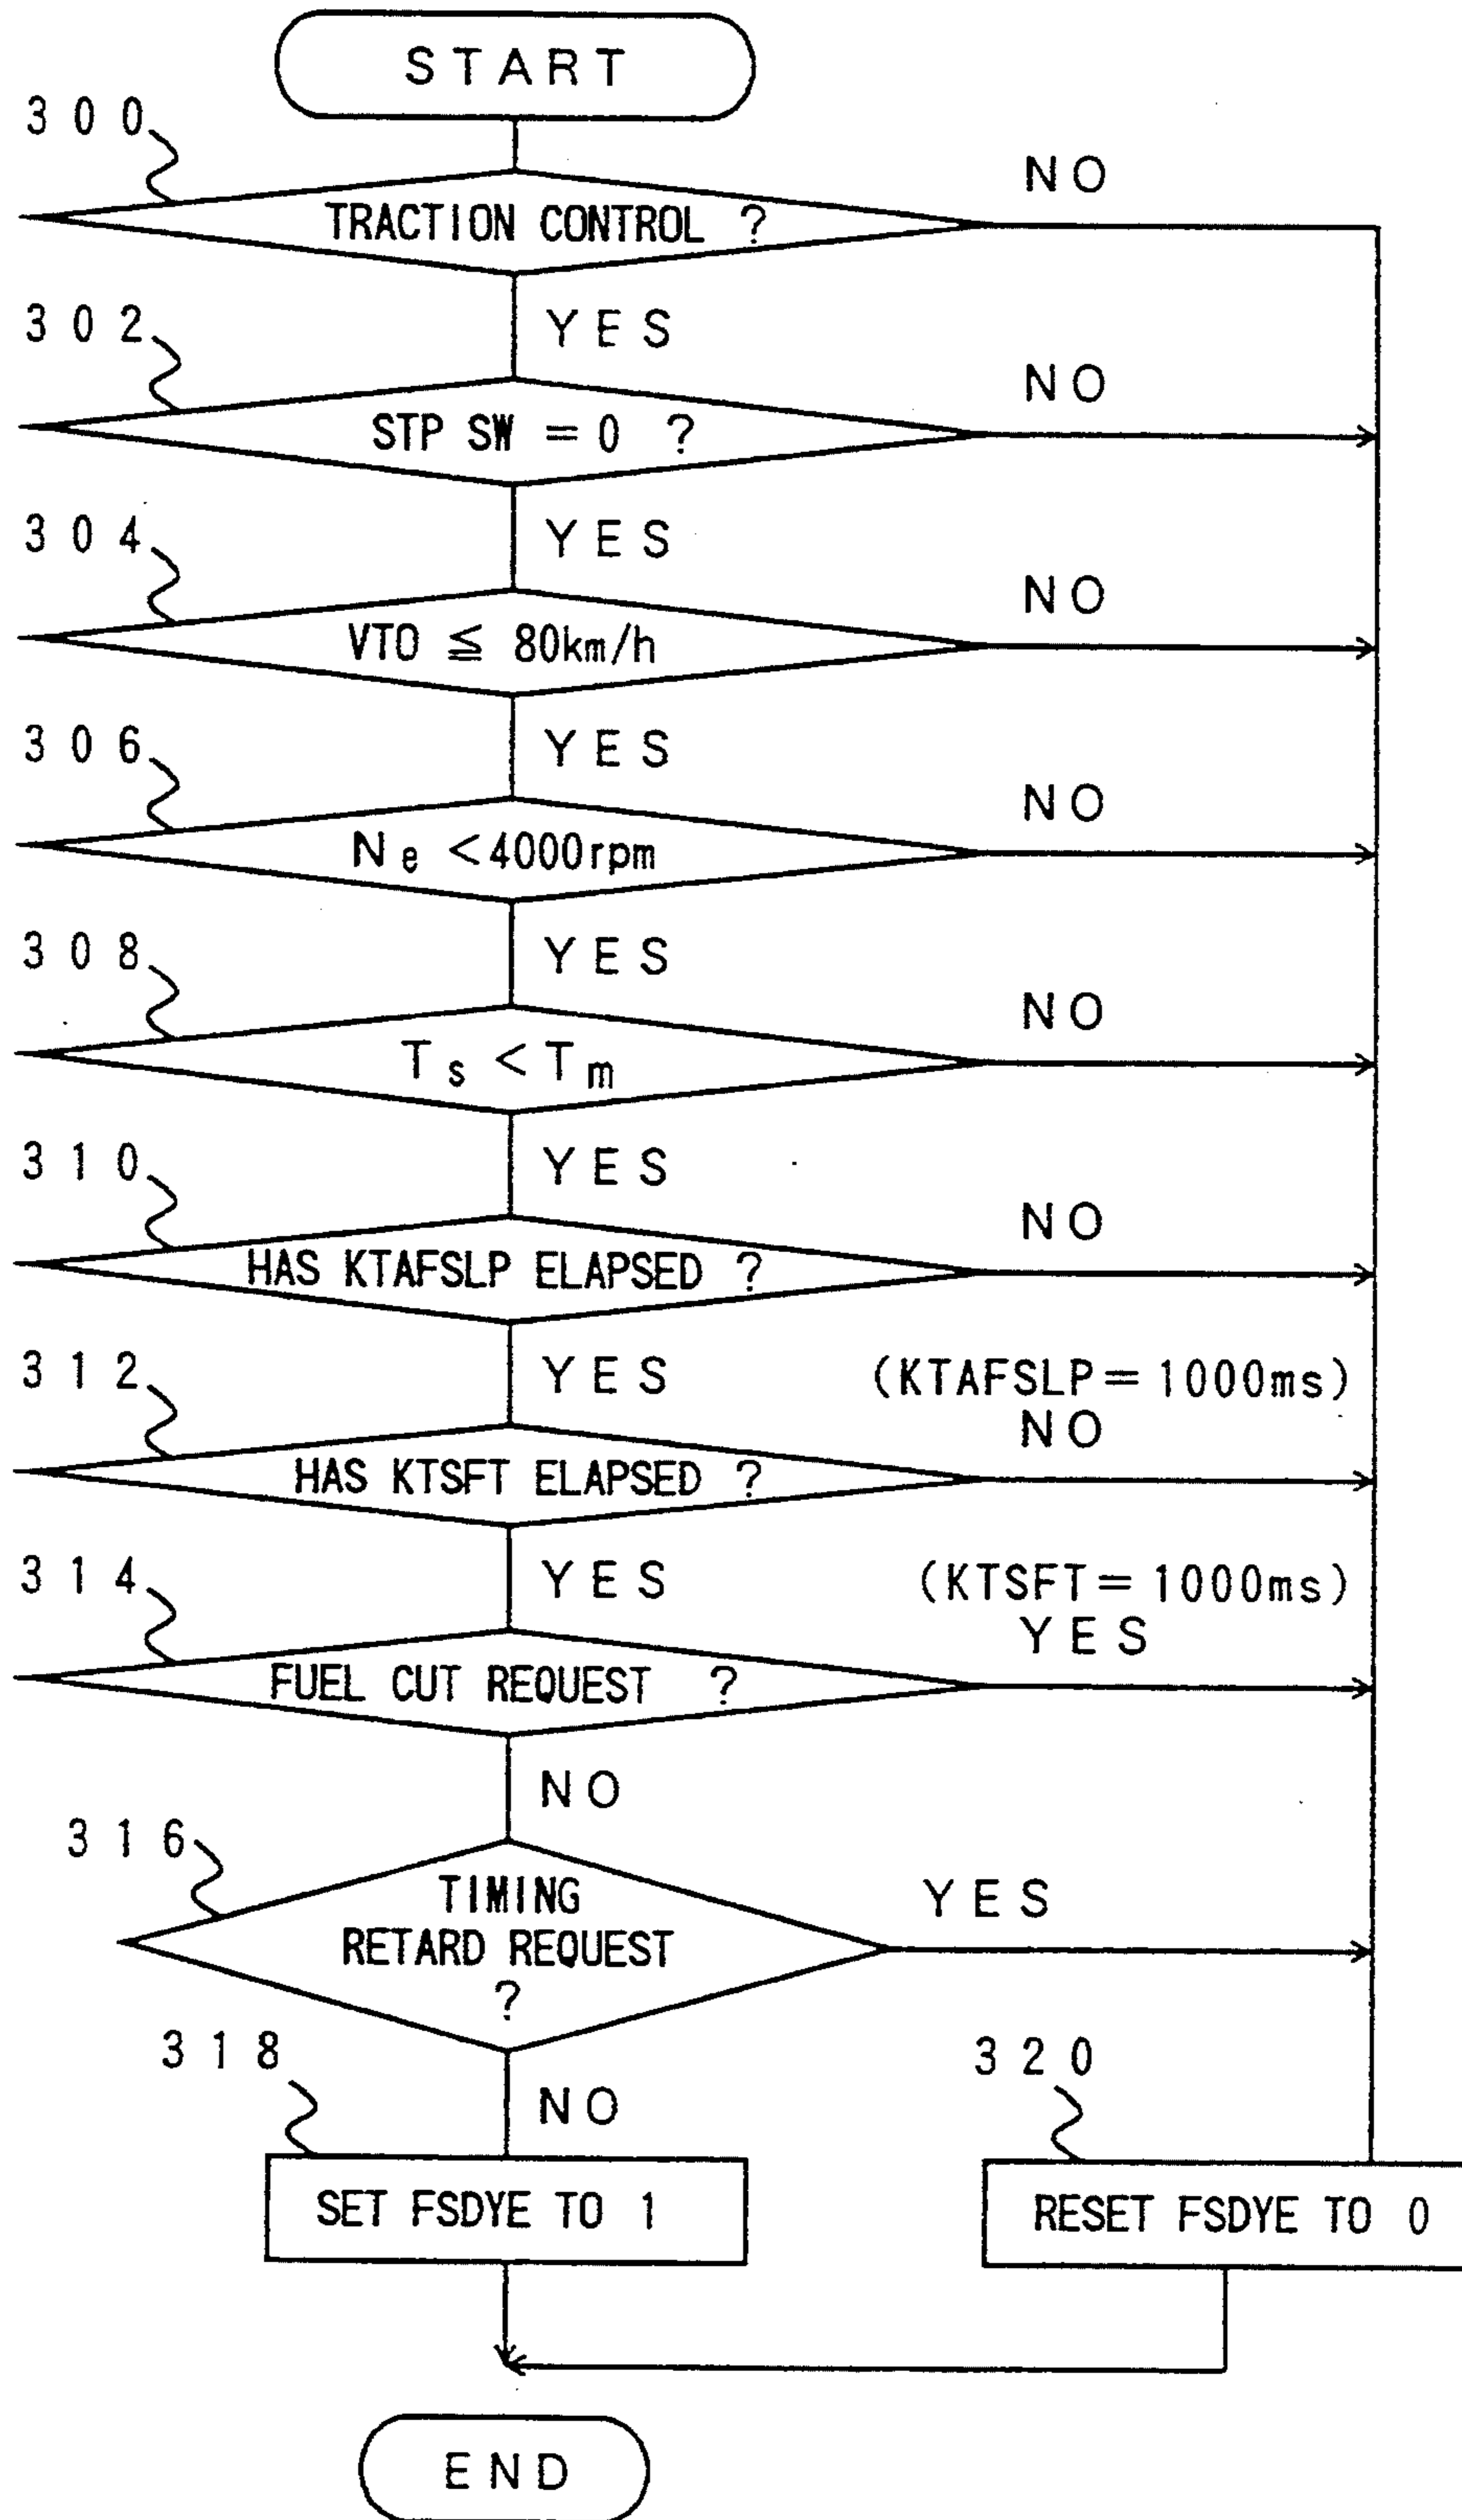 START
300
NO
TRACTION CONTROL ?
302
YES
NO
STP SW = 0 ?
304
YES
NO
VTO ≦ 80km/h
306
YES
NO
Ne <4000rpm
308
YES
NO
Ts < Tm
310
YES
NO
HAS KTAFSLP ELAPSED ?
312
YES
(KTAFSLP=1000ms)
NO
HAS KTSFT ELAPSED ?
314
YES
(KTSFT=1000ms)
YES
FUEL CUT REQUEST ?
NO
316
TIMING
RETARD REQUEST
?
YES
318
NO
320
SET FSDYE TO 1
RESET FSDYE TO 0
END